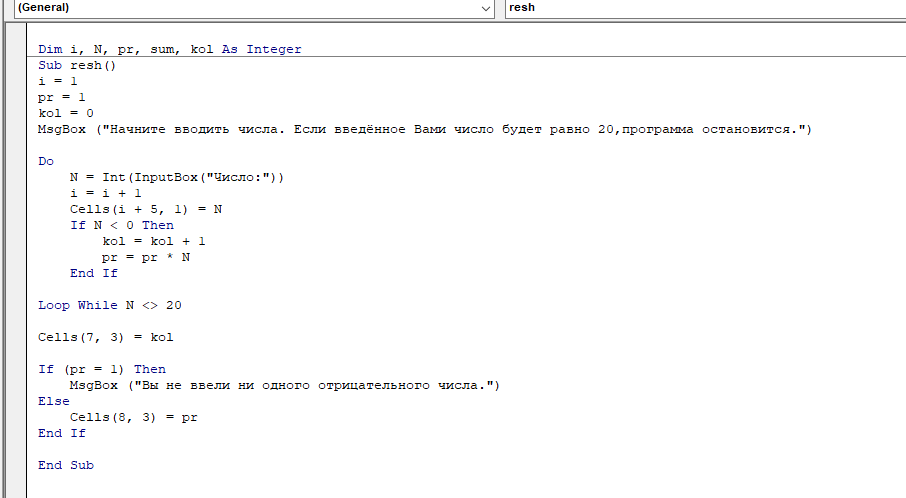 (General) resh
Dim i, N, pr, sum, kol As Integer
Sub resh()
i = 1
pr = 1
kol = 0
MsgBox ("Начните вводить числа. Если введённое Вами число будет равно 20,программа остановится.")
Do
N = Int(InputBox("Число:"))
i = i + 1
Cells(i + 5, 1) = N
If N < 0 Then
kol = kol + 1
pr = pr * N
End If
Loop While N <> 20
Cells(7, 3) = kol
If (pr = 1) Then
MsgBox ("Вы не ввели ни одного отрицательного числа.")
Else
Cells(8, 3) = pr
End If
End Sub